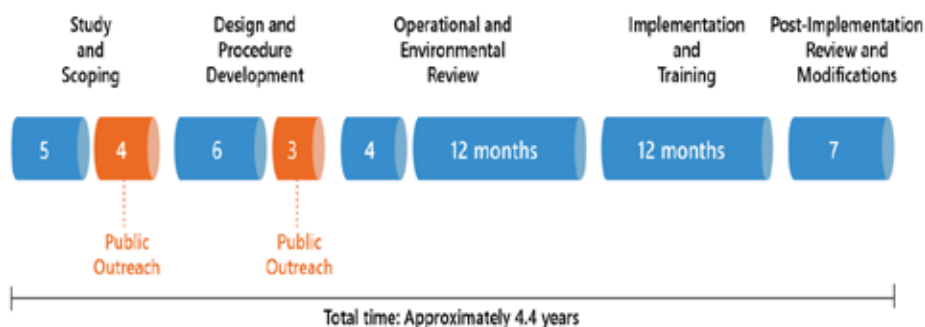 Study
and
Scoping
Design and
Procedure
Development
Operational and
Environmental
Review
Implementation
and
Training
Post-Implementation
Review and
Modifications
5
4
6
3
4
12 months
12 months
7
Public
Outreach
Public
Outreach
Total time: Approximately 4.4 years